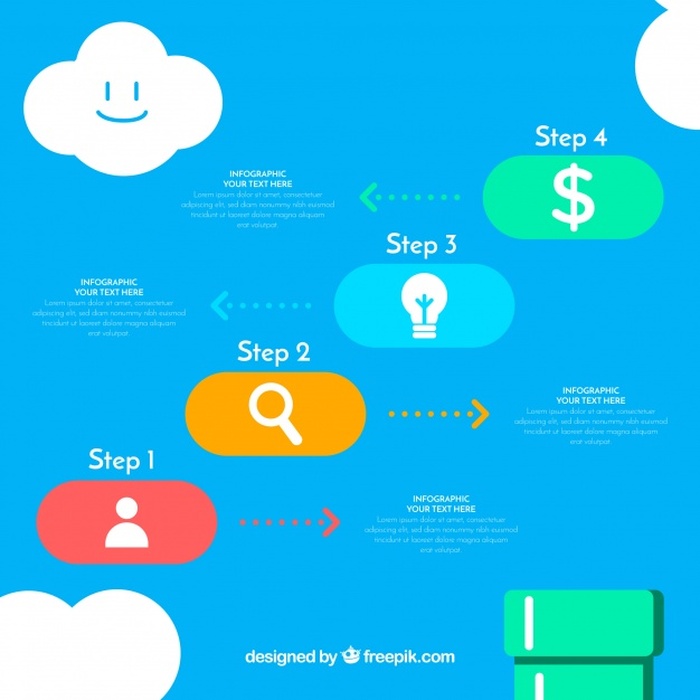 Step 4
INFOGRAPHIC
YOUR TEXT HERE
Lorem ipsum dolor sit amet, consectetuer
adipiscing elit, sed diam nonummy nibh euismod
tincidunt ut laoreet dolore magna aliquam
erat volutpat.
Step 3
INFOGRAPHIC
YOUR TEXT HERE
Lorem ipsum dolor sit amet, consectetuer
adipiscing elit, sed diam nonummy nibh euismod
tincidunt ut laoreet dolore magna aliquam
erat volutpat.
Step 2
INFOGRAPHIC
YOUR TEXT HERE
Lorem ipsum dolor sit amet, consectetuer
adipiscing elit, sed diam nonummy nibh euismod
tincidunt ut laoreet dolore magna aliquam
erat volutpat.
Step 1
INFOGRAPHIC
YOUR TEXT HERE
Lorem ipsum dolor sit amet, consectetuer
adipiscing elit, sed diam nonummy nibh euismod
tincidunt ut laoreet dolore magna aliquam
erat volutpat.
designed by freepik.com